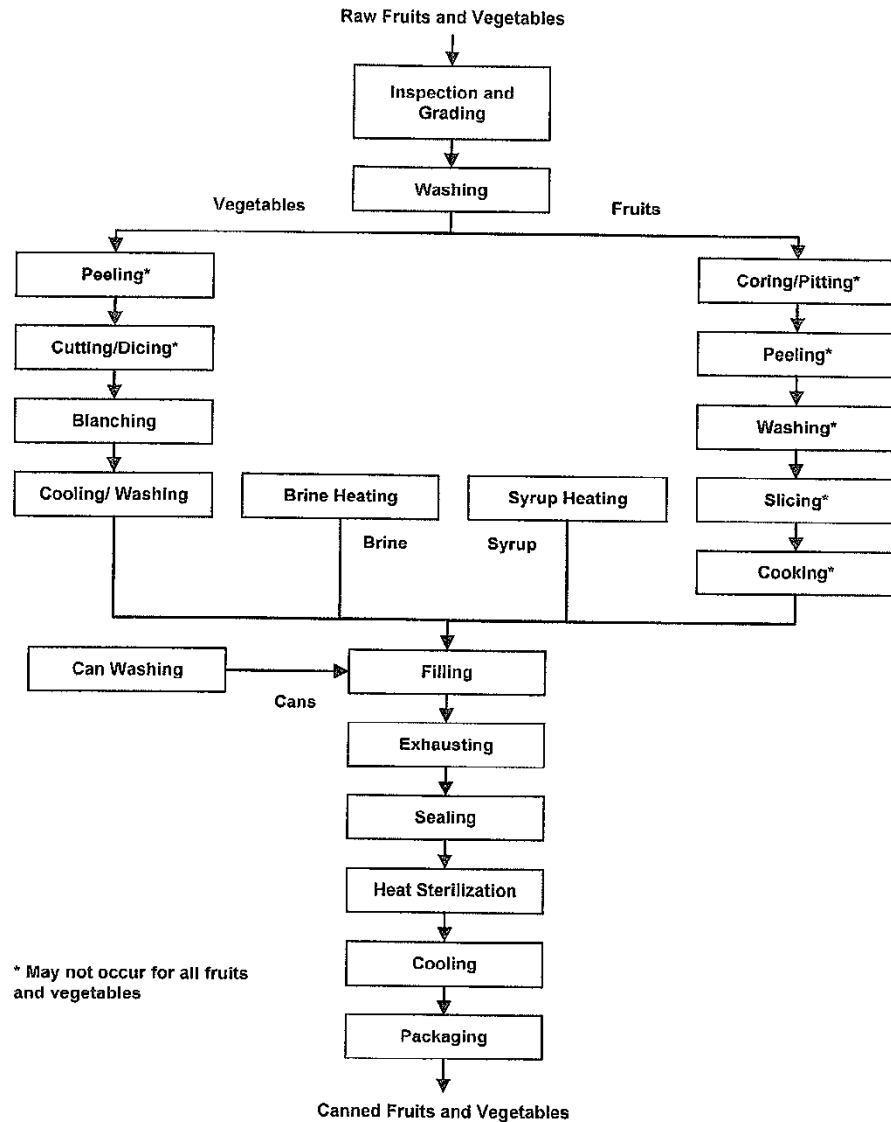 Raw Fruits and Vegetables
Inspection and
Grading
Washing
Vegetables
Fruits
Peeling*
Cutting/Dicing*
Blanching
Cooling/ Washing
Coring/Pitting*
Peeling*
Washing*
Slicing*
Cooking*
Brine Heating
Brine
Syrup Heating
Syrup
Can Washing
Cans
Filling
Exhausting
Sealing
Heat Sterilization
Cooling
Packaging
Canned Fruits and Vegetables
* May not occur for all fruits
and vegetables